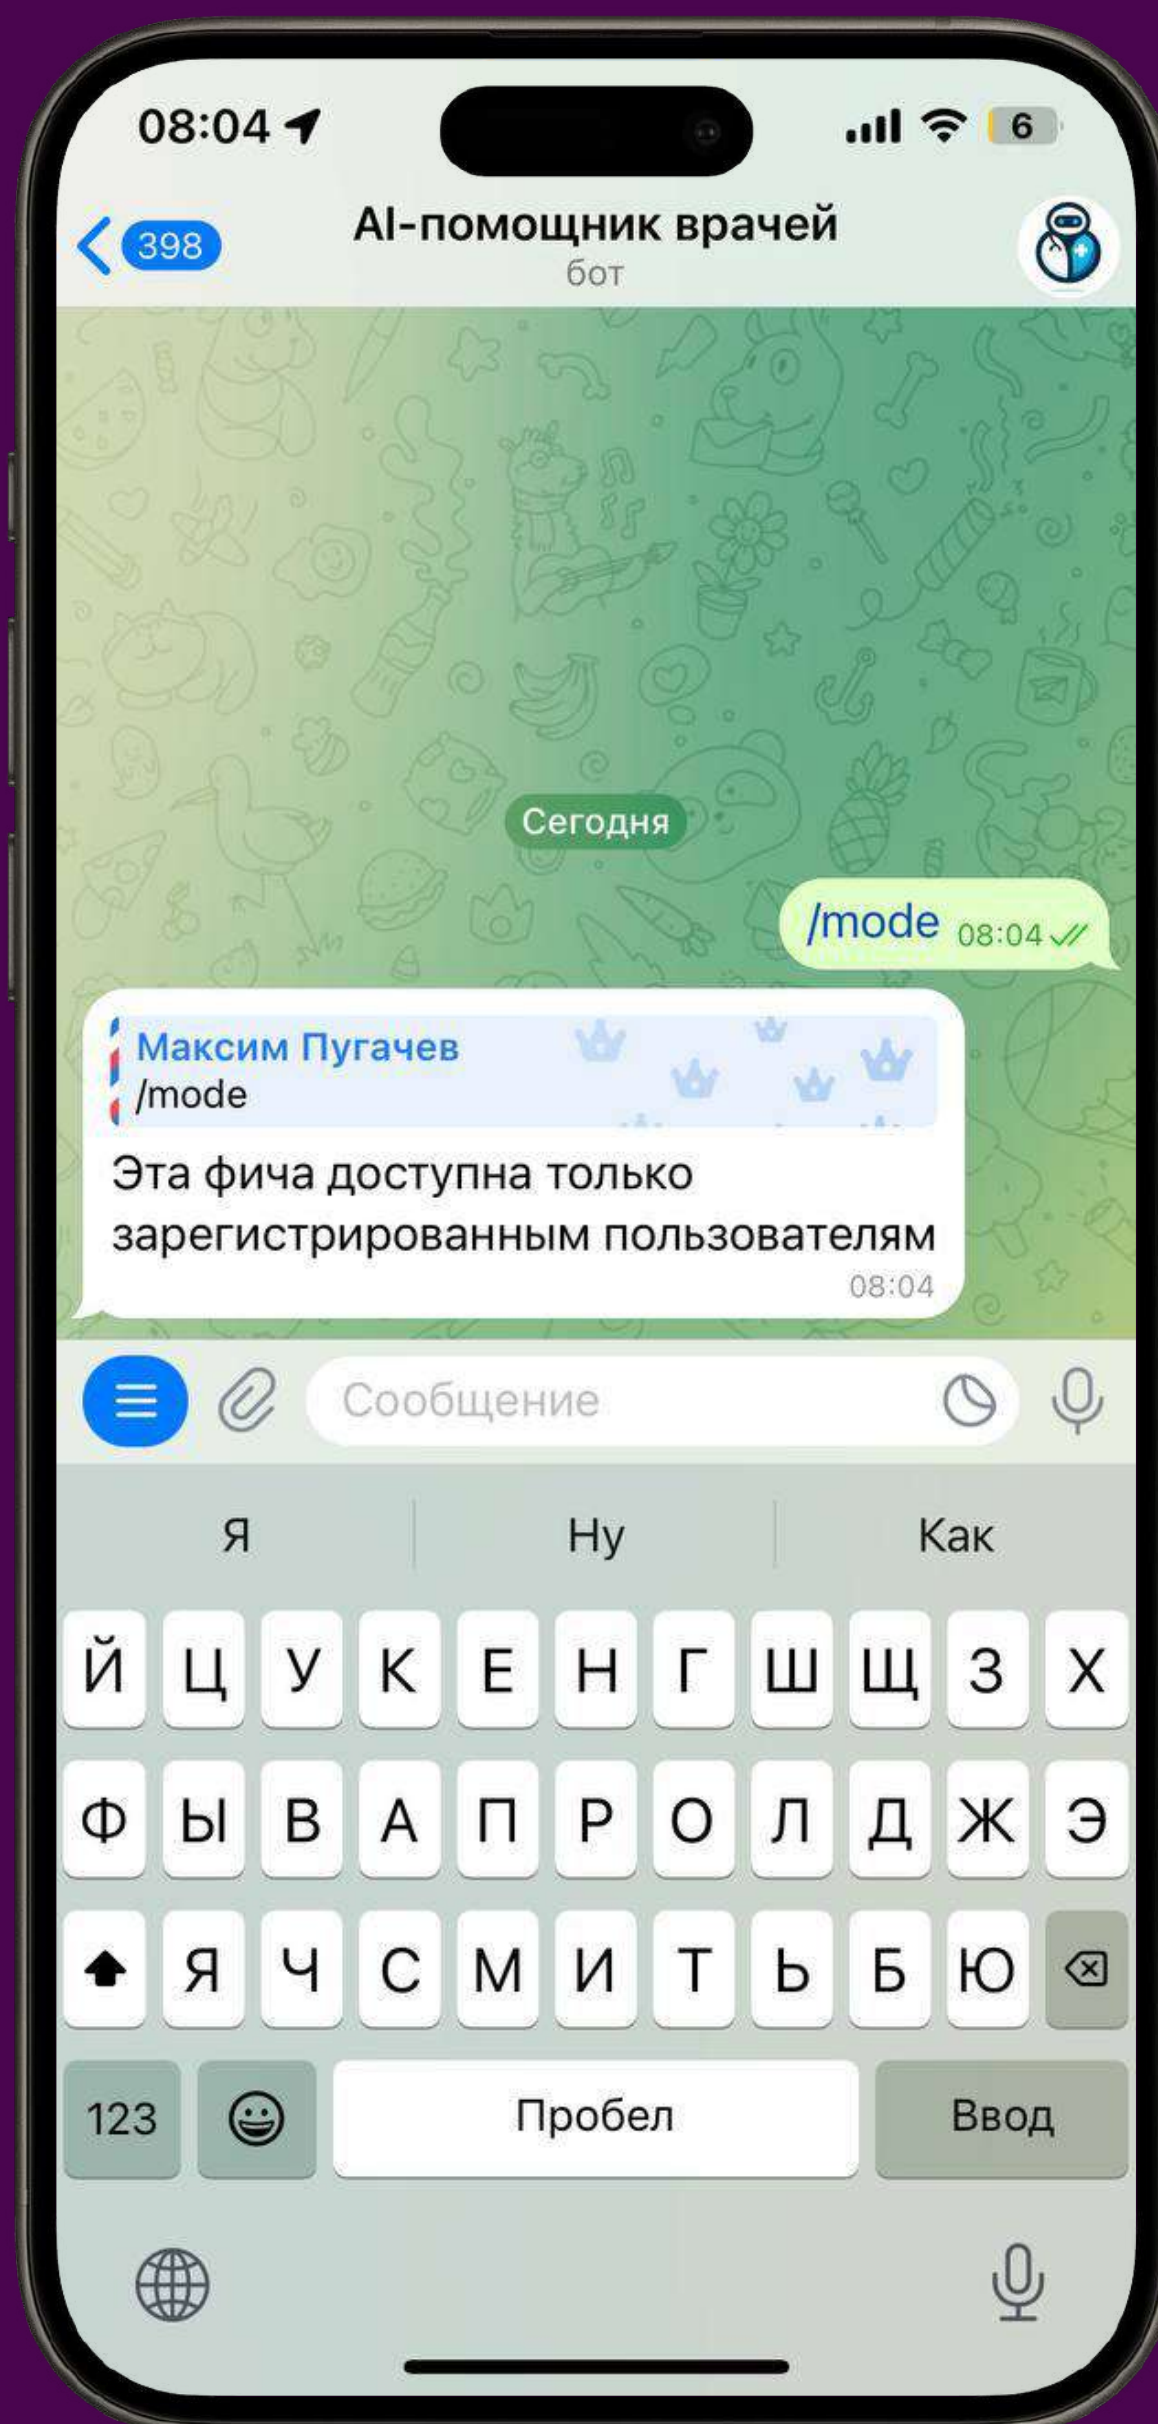 08:04
6
398
AI-помощник врачей
бот
Сегодня
/mode 08:04
Максим Пугачев
/mode
Эта фича доступна только
зарегистрированным пользователям
08:04
Сообщение
Я Ну Как
Й Ц У К Е Н Г Ш Щ З Х
Ф Ы В А П Р О Л Д Ж Э
Я Ч С М И Т Ь Б Ю
123 Пробел Ввод